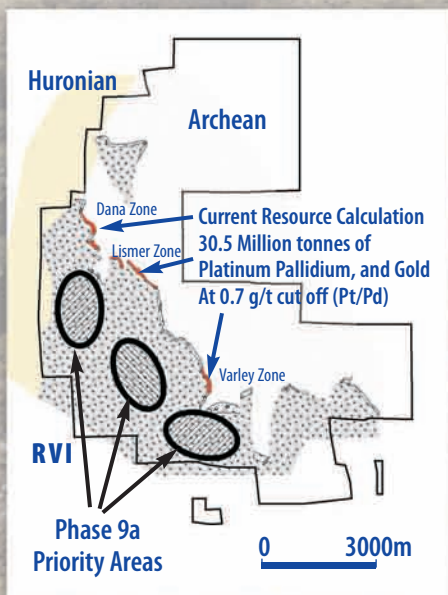 Huronian
Archean
Dana Zone
Current Resource Calculation
30.5 Million tonnes of
Lismer Zone
Platinum Pallidium, and Gold
At 0.7 g/t cut off (Pt/Pd)
Varley Zone
RVI
Phase 9a
Priority Areas
0 3000m